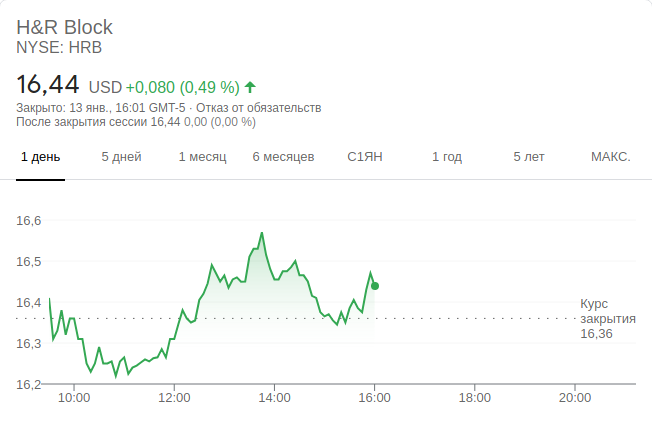 H&R Block
NYSE: HRB
16,44 USD +0,080 (0,49 %)
Закрыто: 13 янв., 16:01 GMT-5 · Отказ от обязательств
После закрытия сессии 16,44 0,00 (0,00 %)
1 день 5 дней 1 месяц 6 месяцев С1ЯН 1 год 5 лет МАКС.
16,6
16,5
16,4
16,3
16,2
Курс
закрытия
16,36
10:00 12:00 14:00 16:00 18:00 20:00